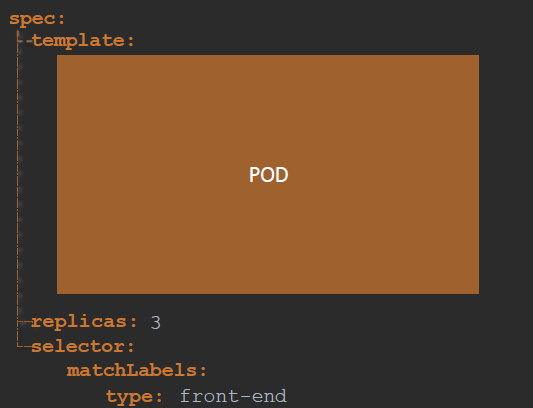 spec:
template:
POD
replicas: 3
selector:
matchLabels:
type: front-end